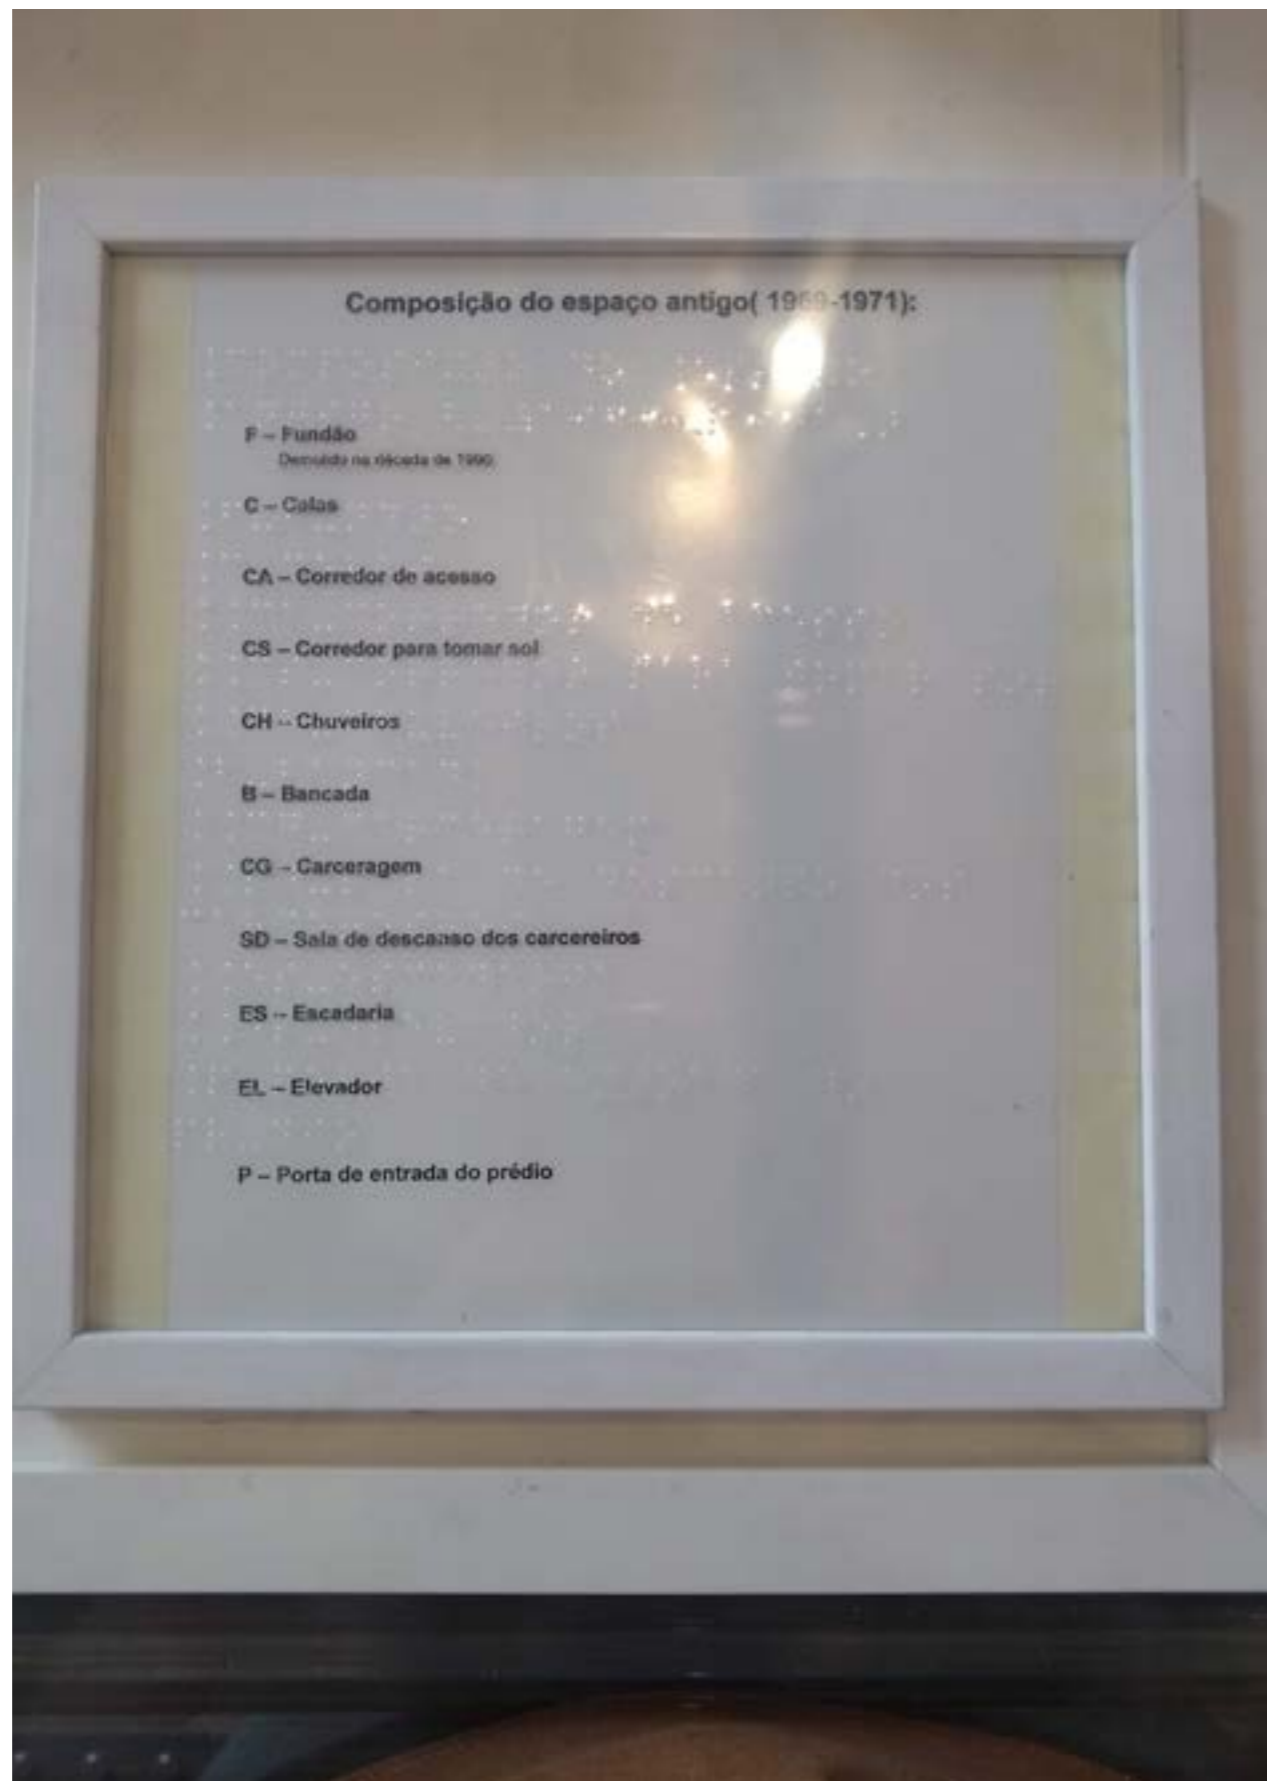 Composição do espaço antigo( 1969-1971):
F – Fundão
Demolido na década de 1990.
C – Celas
CA – Corredor de acesso
CS – Corredor para tomar sol
CH – Chuveiros
B – Bancada
CG – Carceragem
SD – Sala de descanso dos carcereiros
ES – Escadaria
EL – Elevador
P – Porta de entrada do prédio